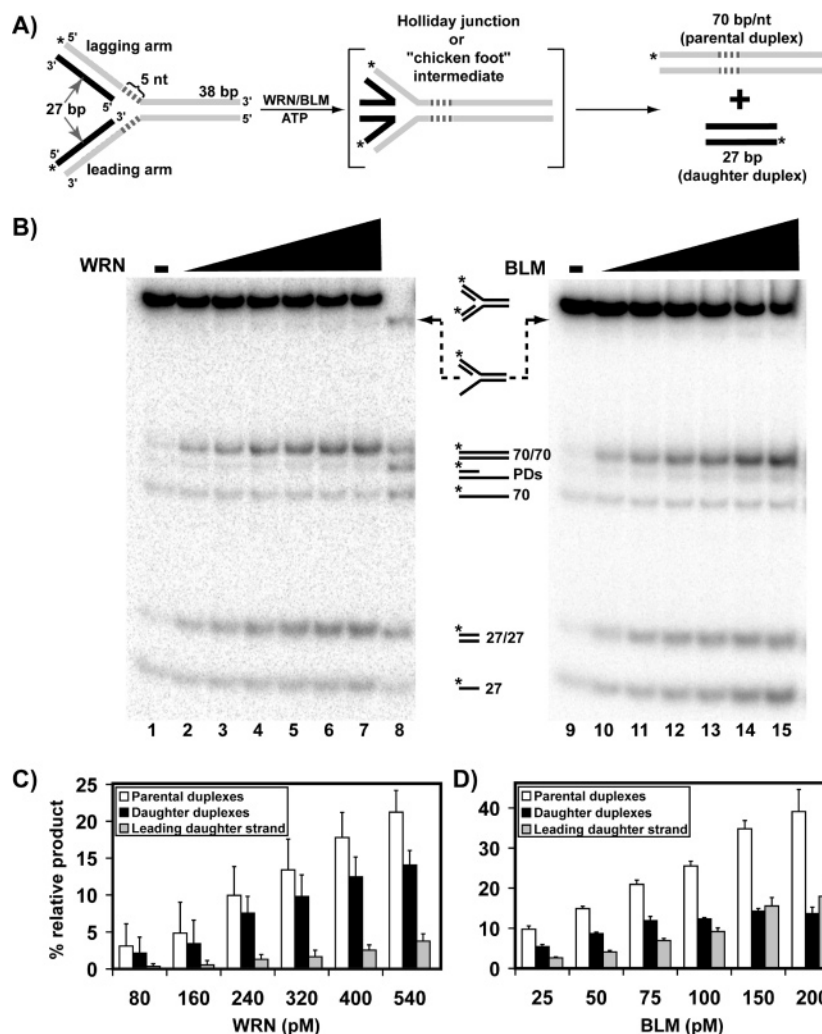 A)
* 5'
lagging arm
3'
5 nt
38 bp
3'
27 bp
5'
3'
5'
5'
*
leading arm
3'
WRN/BLM
ATP
Holliday junction
or
"chicken foot"
intermediate
*
*
70 bp/nt
(parental duplex)
*
+
*
27 bp
(daughter duplex)
B)
WRN
-
BLM
-
*
*
*
*
70/70
*
PDs
*
70
*
27/27
*
27
1 2 3 4 5 6 7 8
9 10 11 12 13 14 15
C)
% relative product
25
20
15
10
5
0
Parental duplexes
Daughter duplexes
Leading daughter strand
80 160 240 320 400 540
WRN (pM)
D)
40
30
20
10
0
Parental duplexes
Daughter duplexes
Leading daughter strand
25 50 75 100 150 200
BLM (pM)